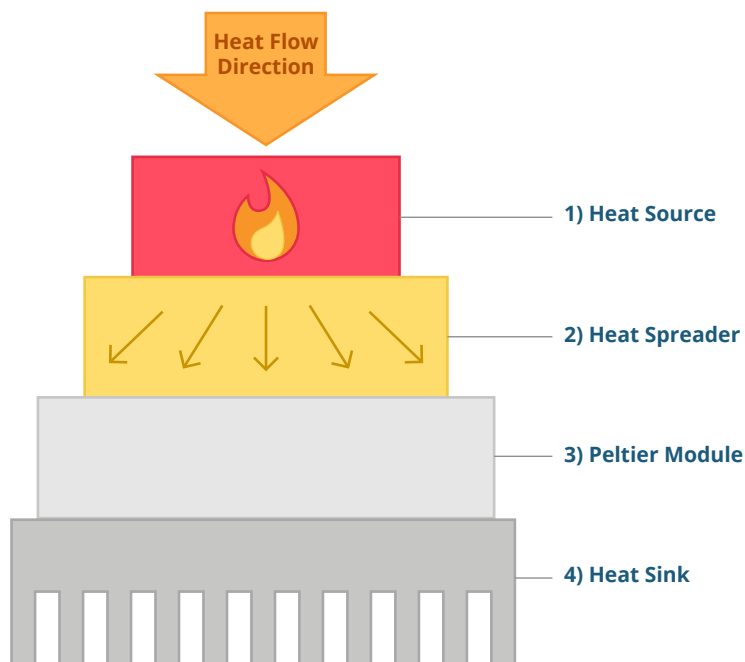 Heat Flow
Direction
1) Heat Source
2) Heat Spreader
3) Peltier Module
4) Heat Sink